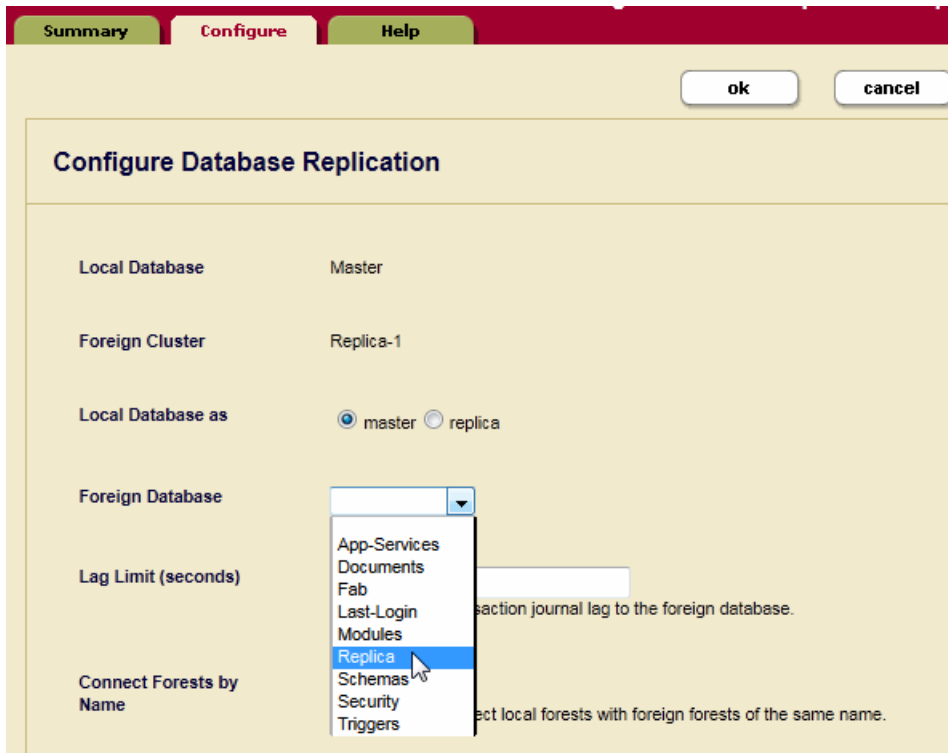 Summary
Configure
Help
ok
cancel
Configure Database Replication
Local Database
Master
Foreign Cluster
Replica-1
Local Database as
master
replica
Foreign Database
App-Services
Documents
Fab
Last-Login
Modules
Replica
Schemas
Security
Triggers
Lag Limit (seconds)
saction journal lag to the foreign database.
Connect Forests by
Name
ect local forests with foreign forests of the same name.